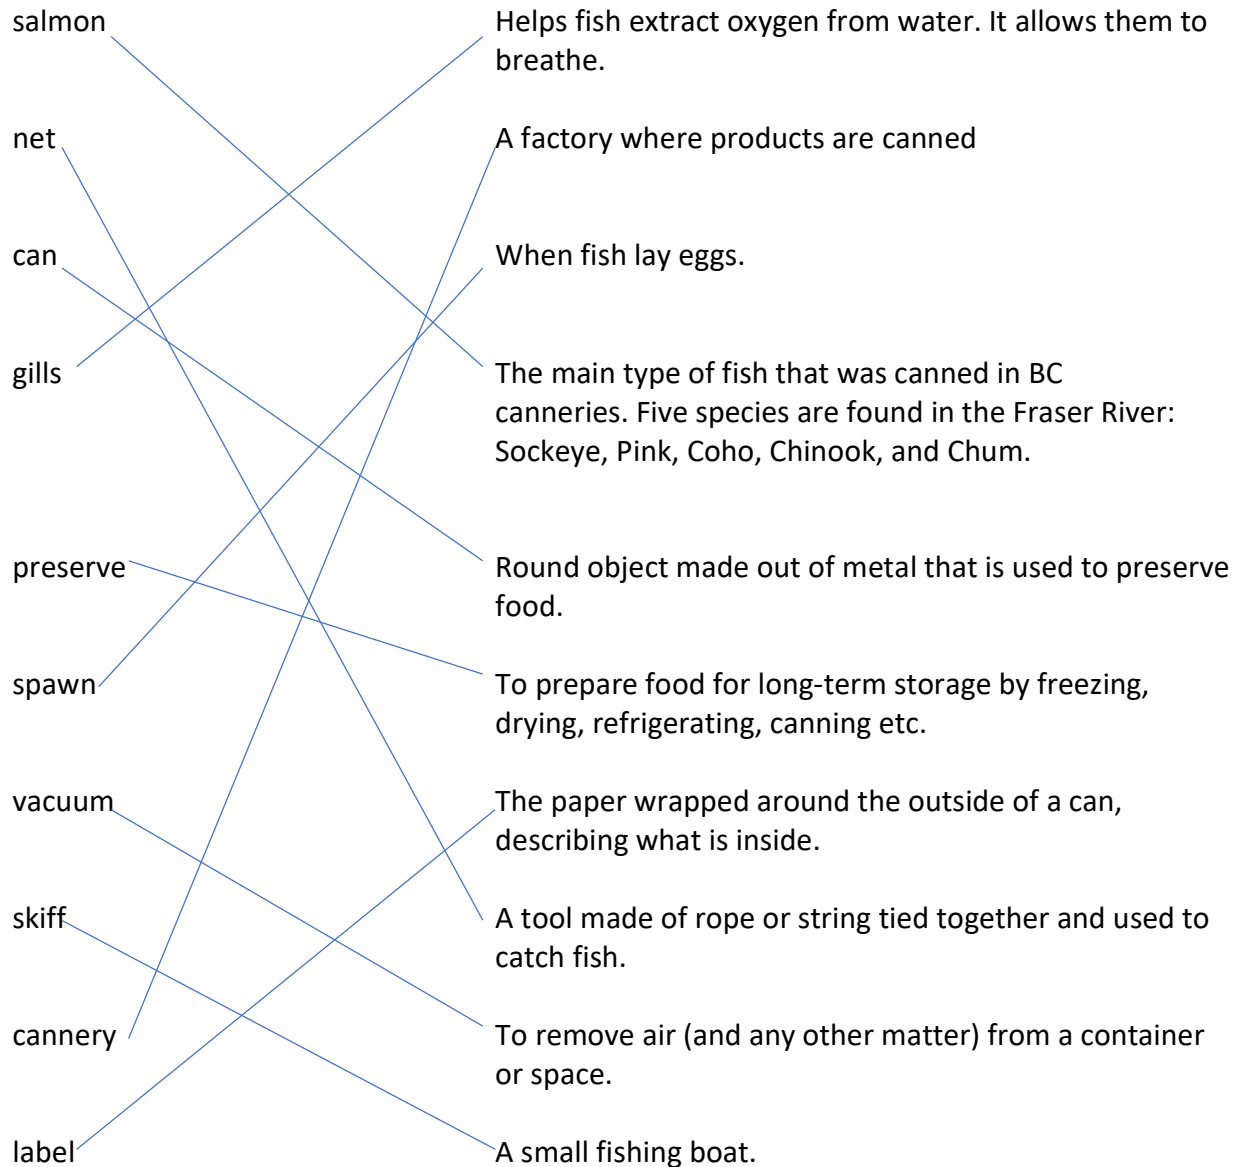 salmon Helps fish extract oxygen from water. It allows them to
breathe.
net A factory where products are canned
can When fish lay eggs.
gills The main type of fish that was canned in BC
canneries. Five species are found in the Fraser River:
Sockeye, Pink, Coho, Chinook, and Chum.
preserve Round object made out of metal that is used to preserve
food.
spawn To prepare food for long-term storage by freezing,
drying, refrigerating, canning etc.
vacuum The paper wrapped around the outside of a can,
describing what is inside.
skiff A tool made of rope or string tied together and used to
catch fish.
cannery To remove air (and any other matter) from a container
or space.
label A small fishing boat.